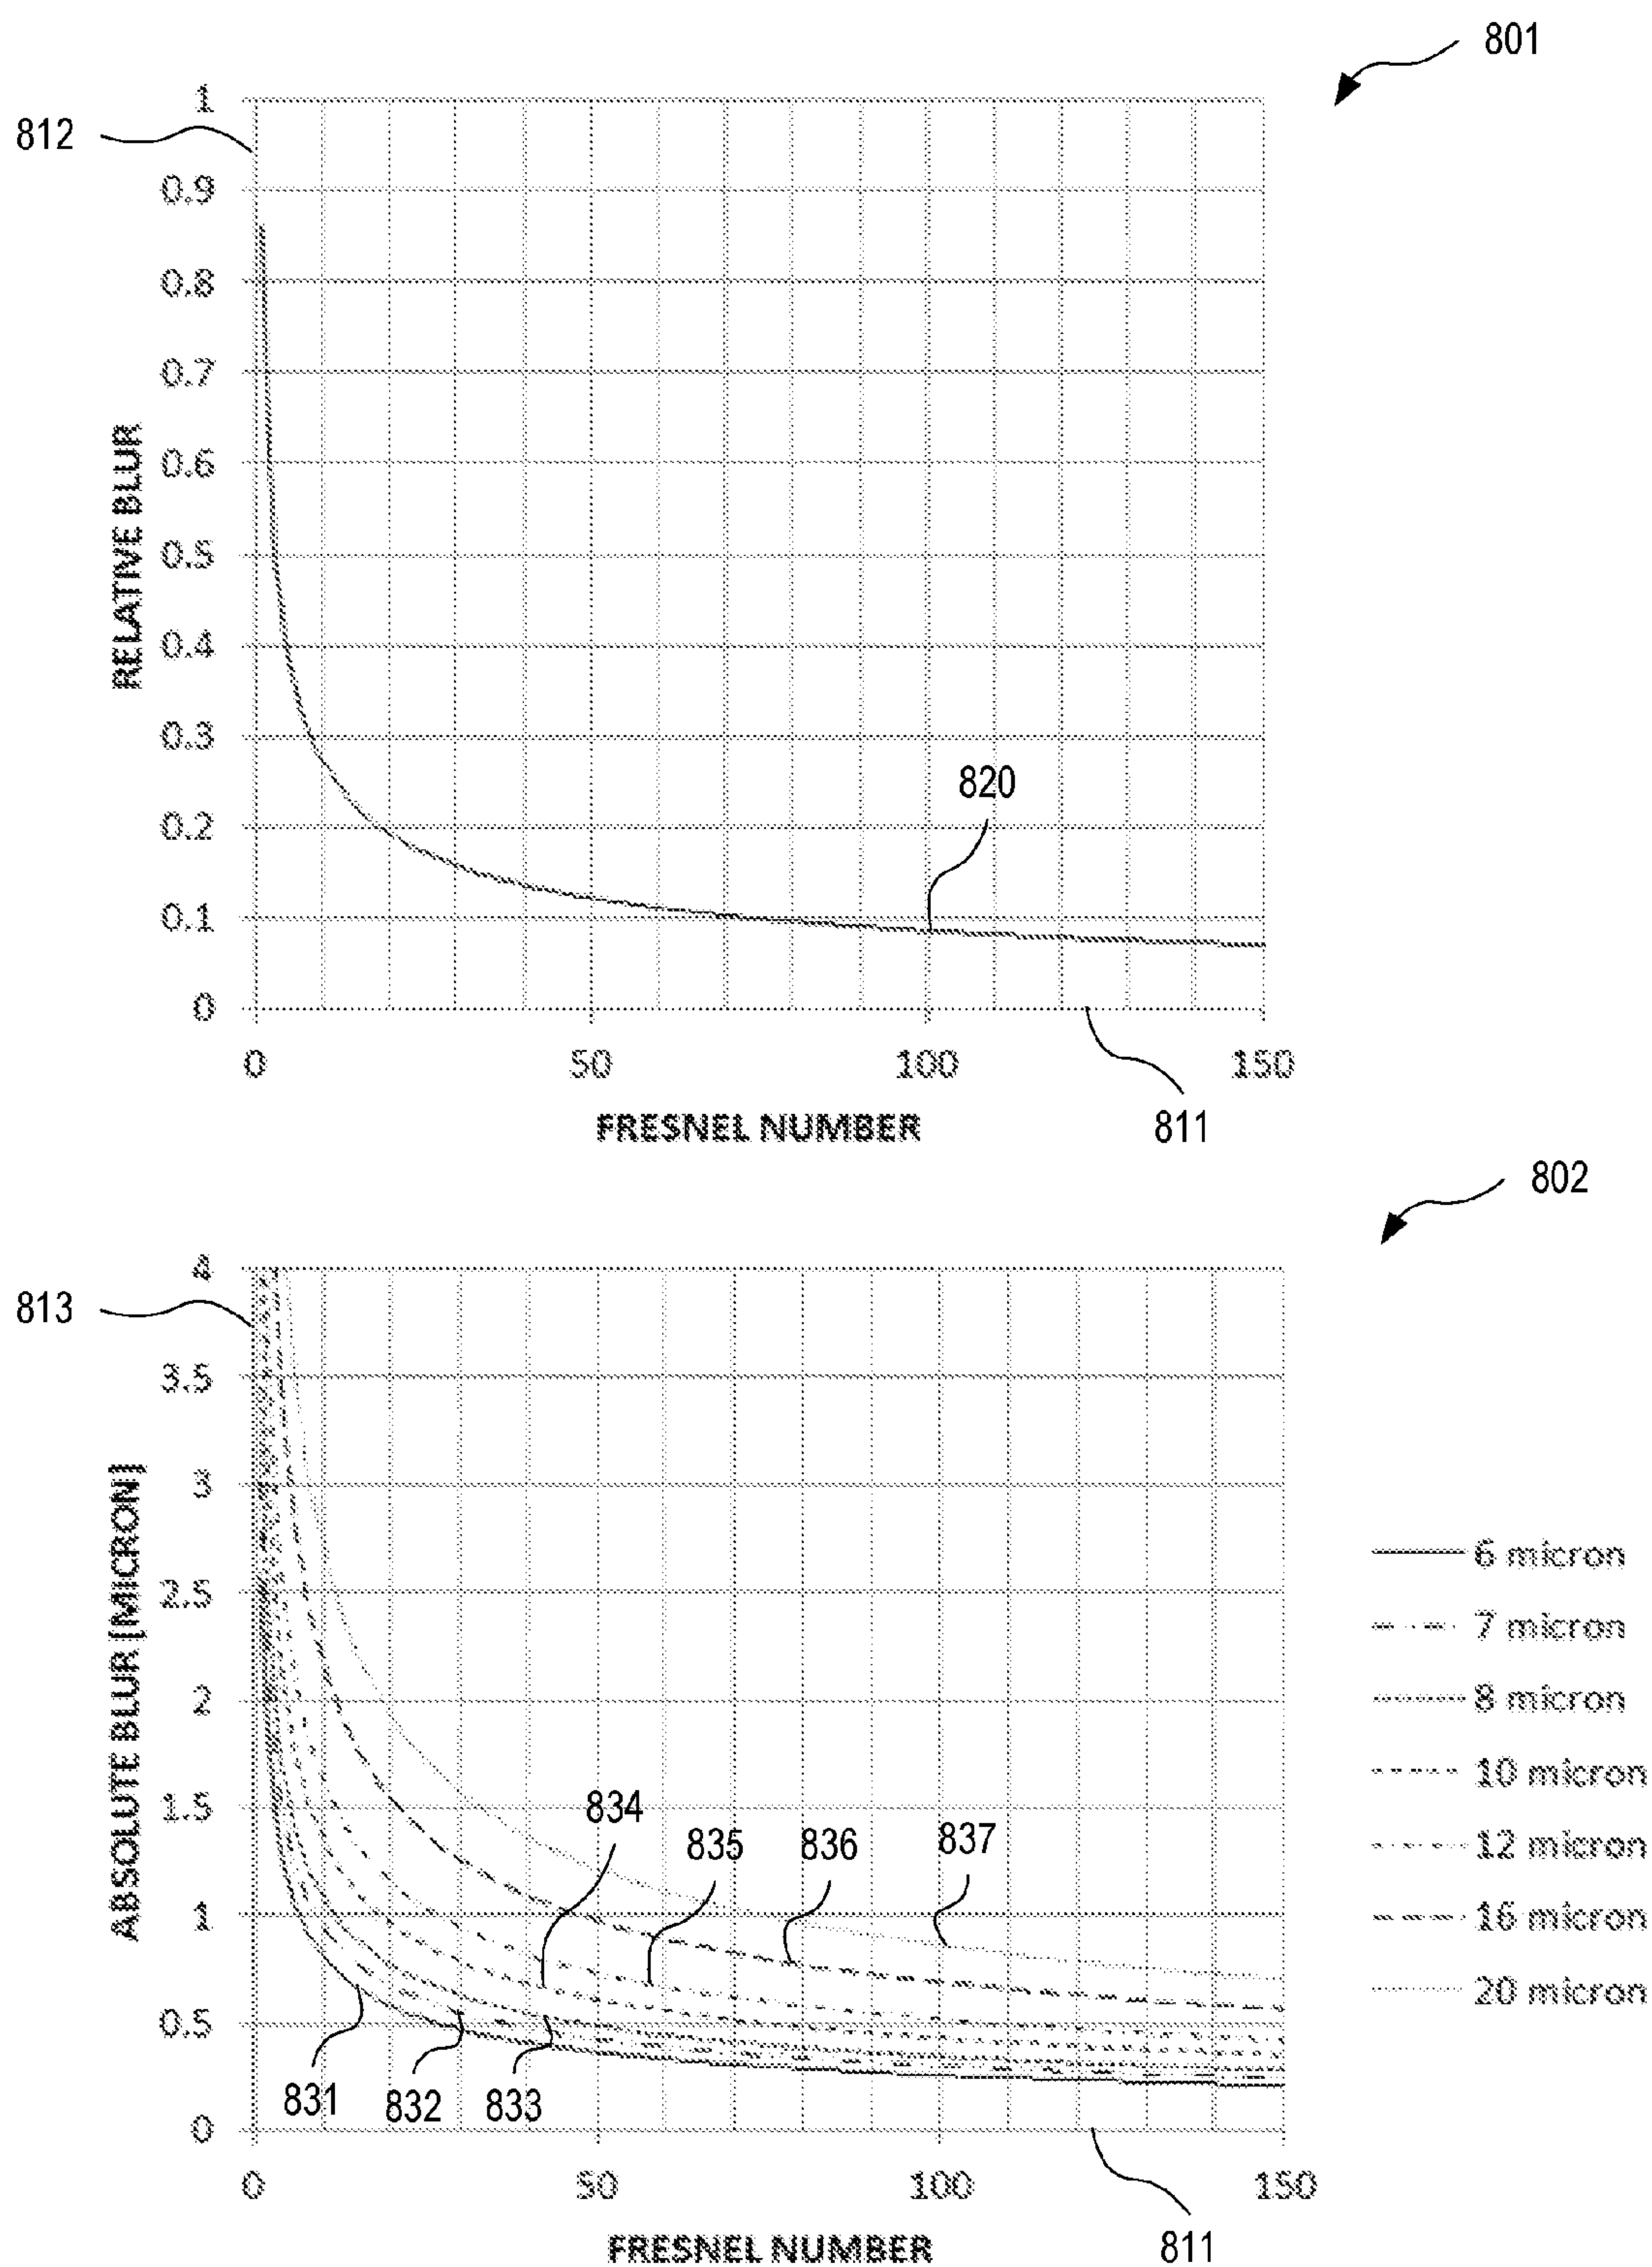 801
1
812
0.9
0.8
0.7
0.6
RELATIVE BLUR
0.5
0.4
0.3
820
0.2
0.1
0
0 50 100 150
FRESNEL NUMBER
811
802
4
813
3.5
3
ABSOLUTE BLUR [MICRON]
2.5
2
1.5
1
0.5
0
834
835
836
837
831
832
833
6 micron
7 micron
8 micron
10 micron
12 micron
16 micron
20 micron
0 50 100 150
FRESNEL NUMBER
811